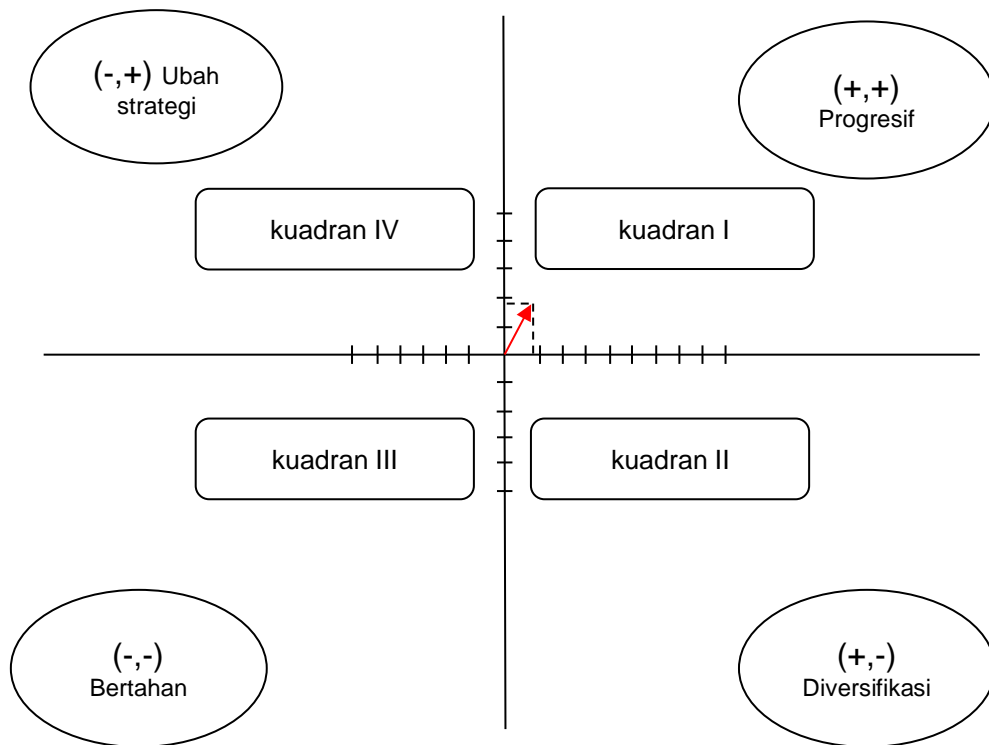 (-,+) Ubah
strategi
(+,+)
Progresif
kuadran IV
kuadran I
kuadran III
kuadran II
(-,-)
Bertahan
(+,-)
Diversifikasi